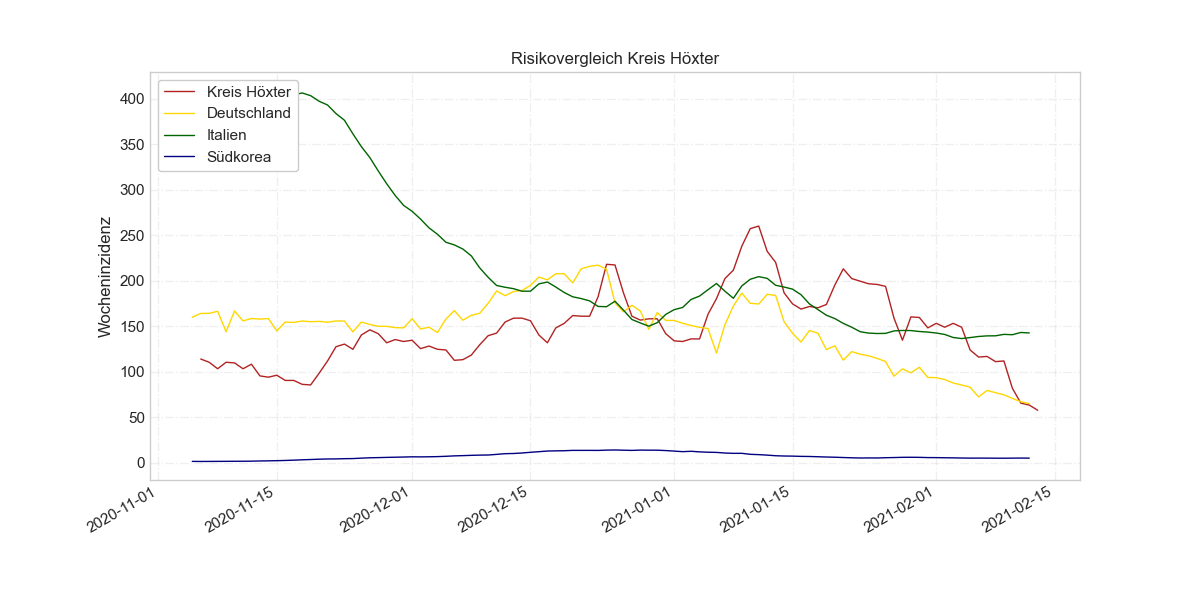 Risikovergleich Kreis Höxter
Kreis Höxter
Deutschland
Italien
Südkorea
Wocheninzidenz
400
350
300
250
200
150
100
50
0
2020-11-01
2020-11-15
2020-12-01
2020-12-15
2021-01-01
2021-01-15
2021-02-01
2021-02-15